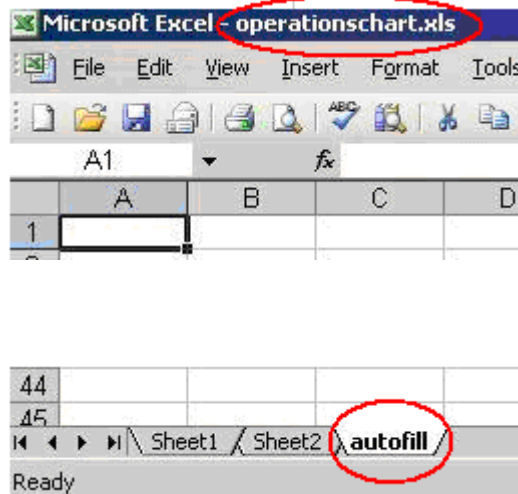 Microsoft Excel - operationschart.xls
File Edit View Insert Format Tools
ABC
A1 fx
A B C D
1
44
45
Sheet1 Sheet2 autofill
Ready